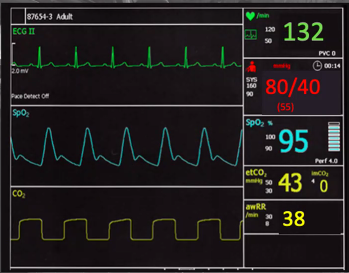 87654-3 Adult
ECG II
2.0 mV
Pace Detect Off
SpO₂
CO₂
/min
120
50
132
PVC 0
mmHg
00:14
SYS
160
90
80/40
(55)
SpO₂ %
100
90
95
Perf 4.0
etCO₂
mmHg
50
30
43
imCO₂
4
0
awRR
/min
30
8
38